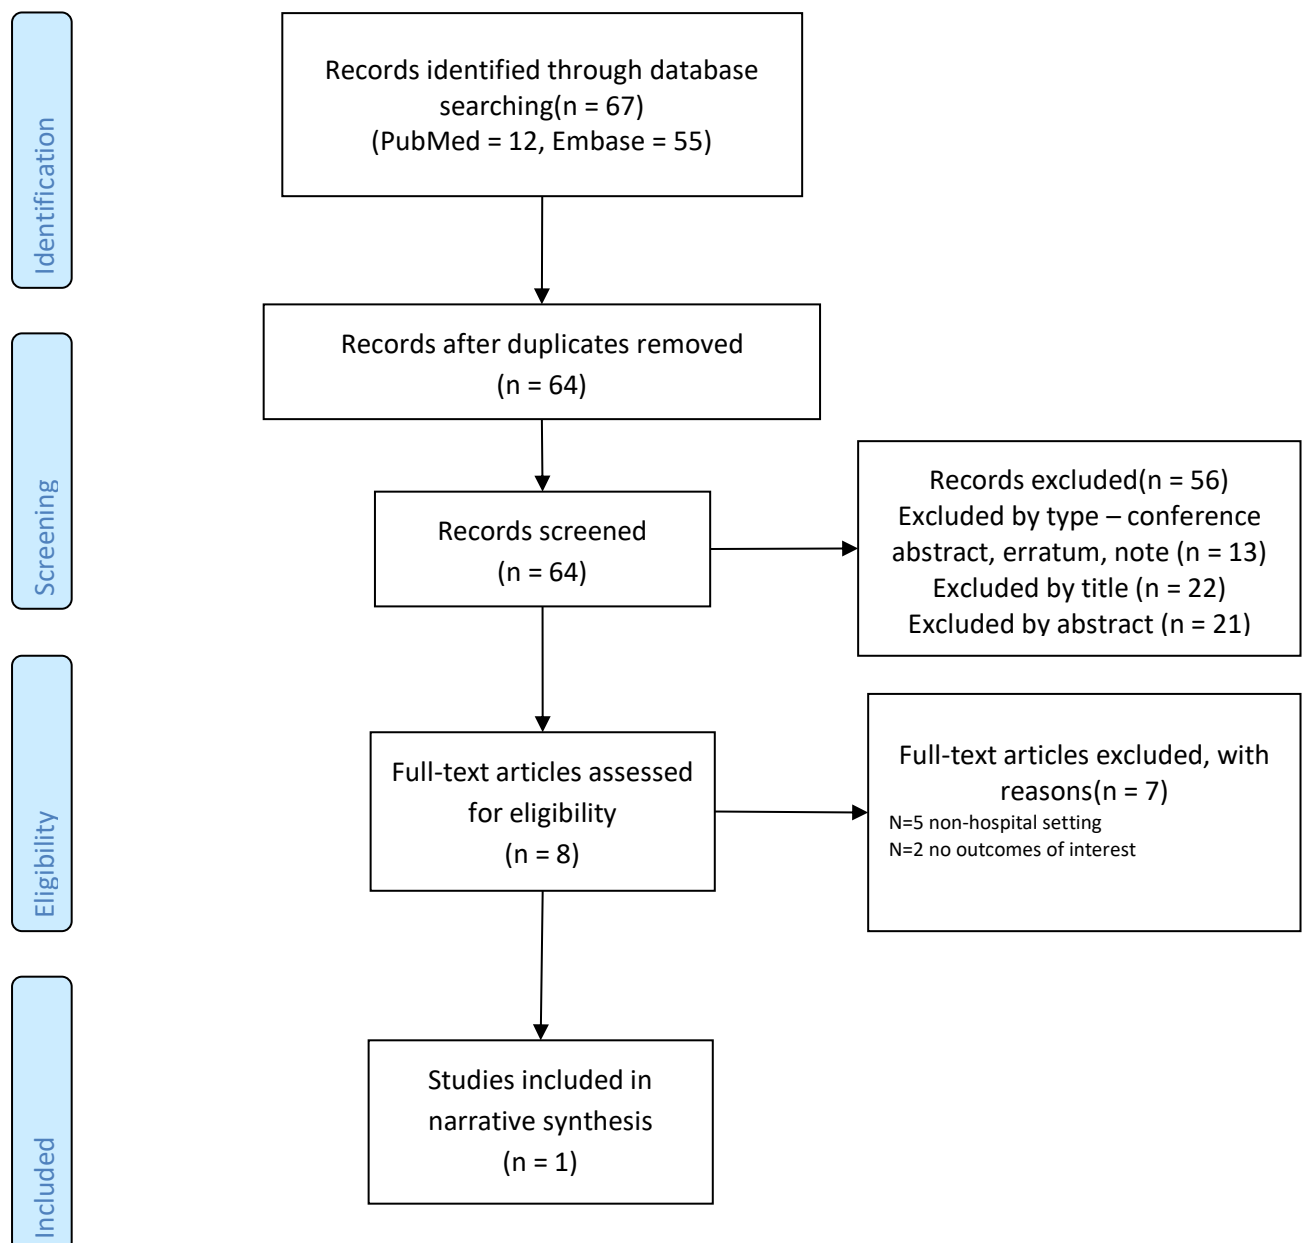 Identification
Records identified through database
searching(n = 67)
(PubMed = 12, Embase = 55)
Records after duplicates removed
(n = 64)
Screening
Records screened
(n = 64)
Records excluded(n = 56)
Excluded by type – conference
abstract, erratum, note (n = 13)
Excluded by title (n = 22)
Excluded by abstract (n = 21)
Eligibility
Full-text articles assessed
for eligibility
(n = 8)
Full-text articles excluded, with
reasons(n = 7)
N=5 non-hospital setting
N=2 no outcomes of interest
Included
Studies included in
narrative synthesis
(n = 1)